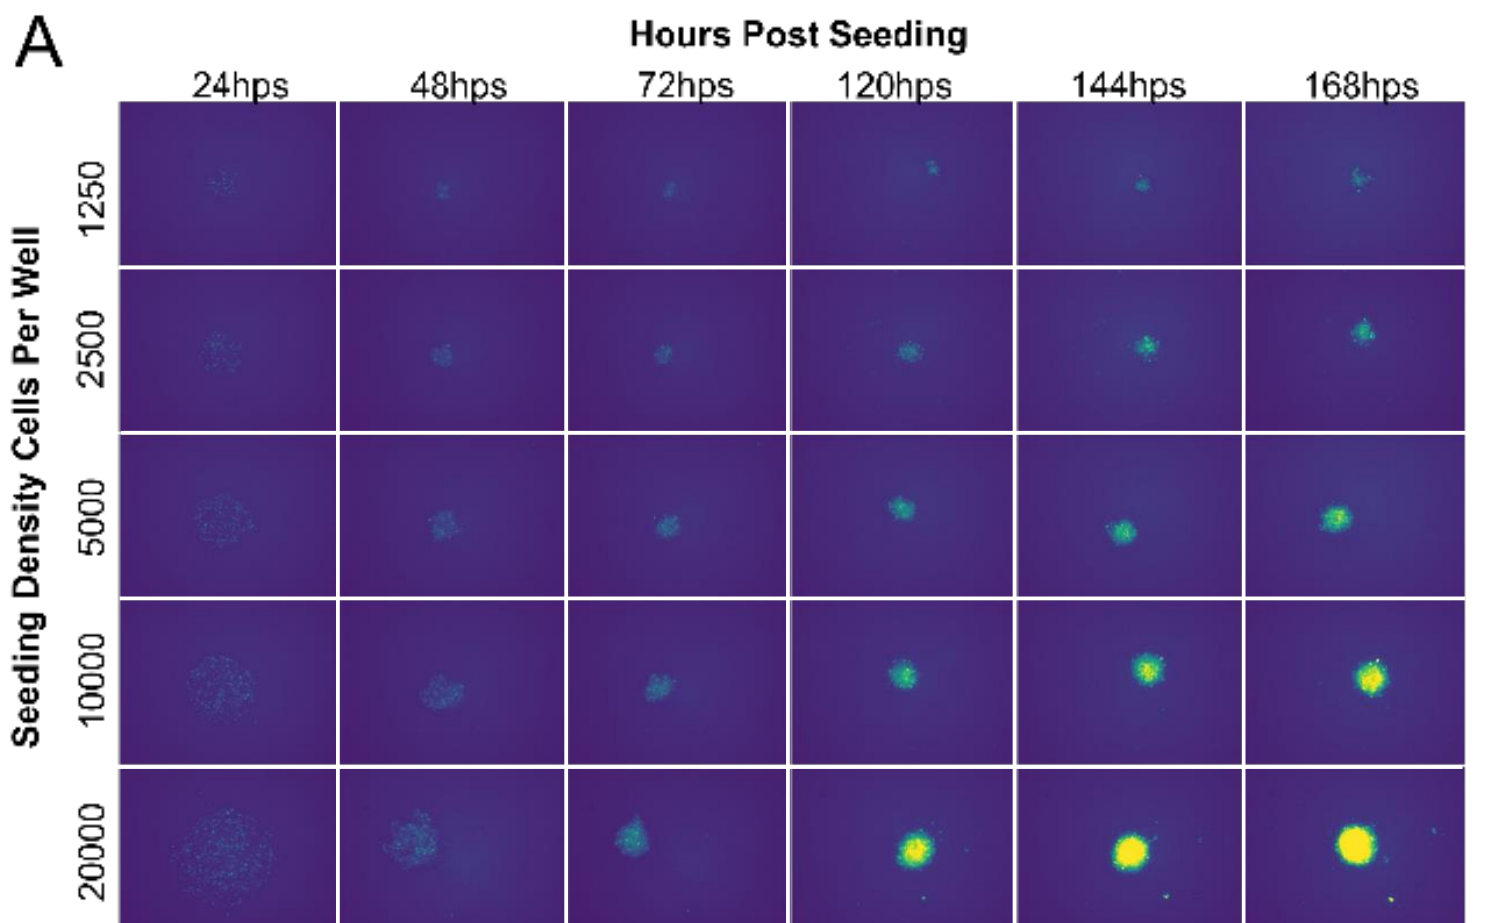 A
Hours Post Seeding
24hps 48hps 72hps 120hps 144hps 168hps
Seeding Density Cells Per Well
1250
2500
5000
10000
20000